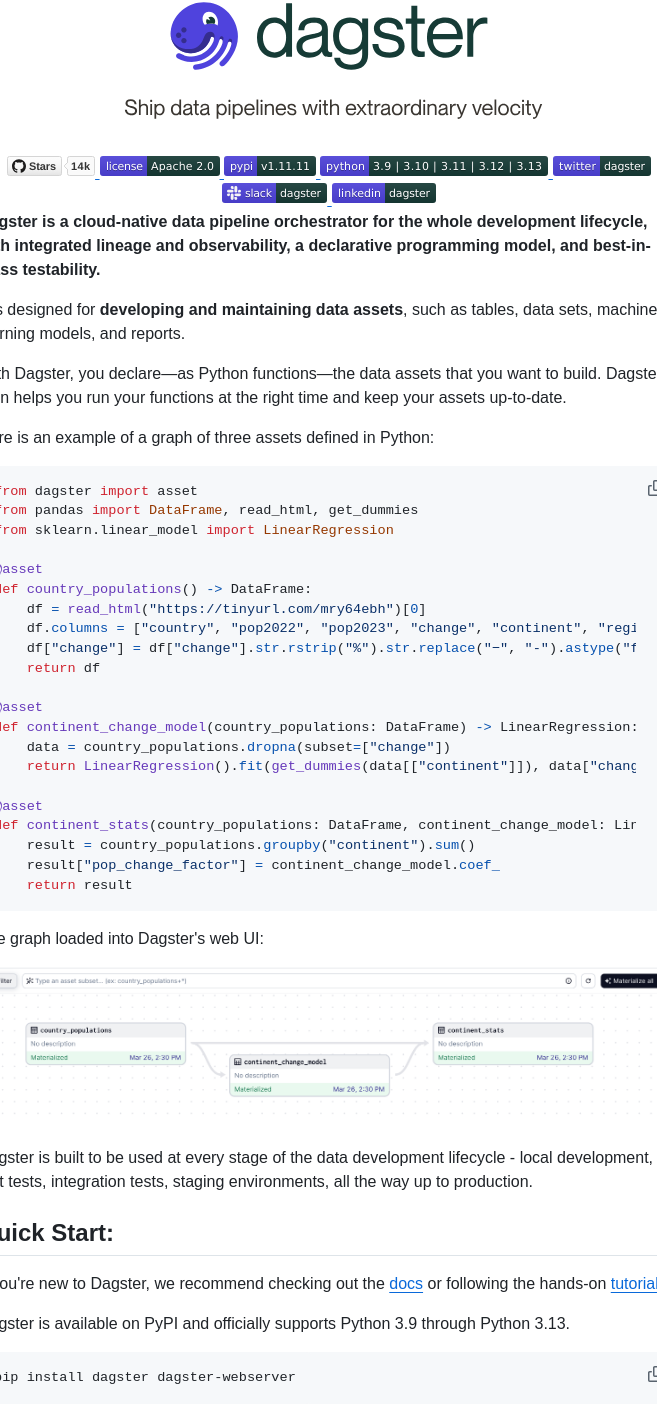 dagster
Ship data pipelines with extraordinary velocity
Stars 14k license Apache 2.0 pypi v1.11.11 python 3.9 | 3.10 | 3.11 | 3.12 | 3.13 twitter dagster
slack dagster linkedin dagster
gster is a cloud-native data pipeline orchestrator for the whole development lifecycle,
h integrated lineage and observability, a declarative programming model, and best-in-
ss testability.
s designed for developing and maintaining data assets, such as tables, data sets, machine
rning models, and reports.
th Dagster, you declare—as Python functions—the data assets that you want to build. Dagste
n helps you run your functions at the right time and keep your assets up-to-date.
re is an example of a graph of three assets defined in Python:
from dagster import asset
from pandas import DataFrame, read_html, get_dummies
from sklearn.linear_model import LinearRegression
@asset
def country_populations() -> DataFrame:
    df = read_html("https://tinyurl.com/mry64ebh")[0]
    df.columns = ["country", "pop2022", "pop2023", "change", "continent", "regi
    df["change"] = df["change"].str.rstrip("%").str.replace("−", "-").astype("f
    return df
@asset
def continent_change_model(country_populations: DataFrame) -> LinearRegression:
    data = country_populations.dropna(subset=["change"])
    return LinearRegression().fit(get_dummies(data[["continent"]]), data["chang
@asset
def continent_stats(country_populations: DataFrame, continent_change_model: Lin
    result = country_populations.groupby("continent").sum()
    result["pop_change_factor"] = continent_change_model.coef_
    return result
e graph loaded into Dagster's web UI:
ilter Type an asset subset… (ex: country_populations+*) Materialize all
country_populations
No description
Materialized Mar 26, 2:30 PM
continent_change_model
No description
Materialized Mar 26, 2:30 PM
continent_stats
No description
Materialized Mar 26, 2:30 PM
gster is built to be used at every stage of the data development lifecycle - local development,
t tests, integration tests, staging environments, all the way up to production.
uick Start:
ou're new to Dagster, we recommend checking out the docs or following the hands-on tutorial
gster is available on PyPI and officially supports Python 3.9 through Python 3.13.
pip install dagster dagster-webserver